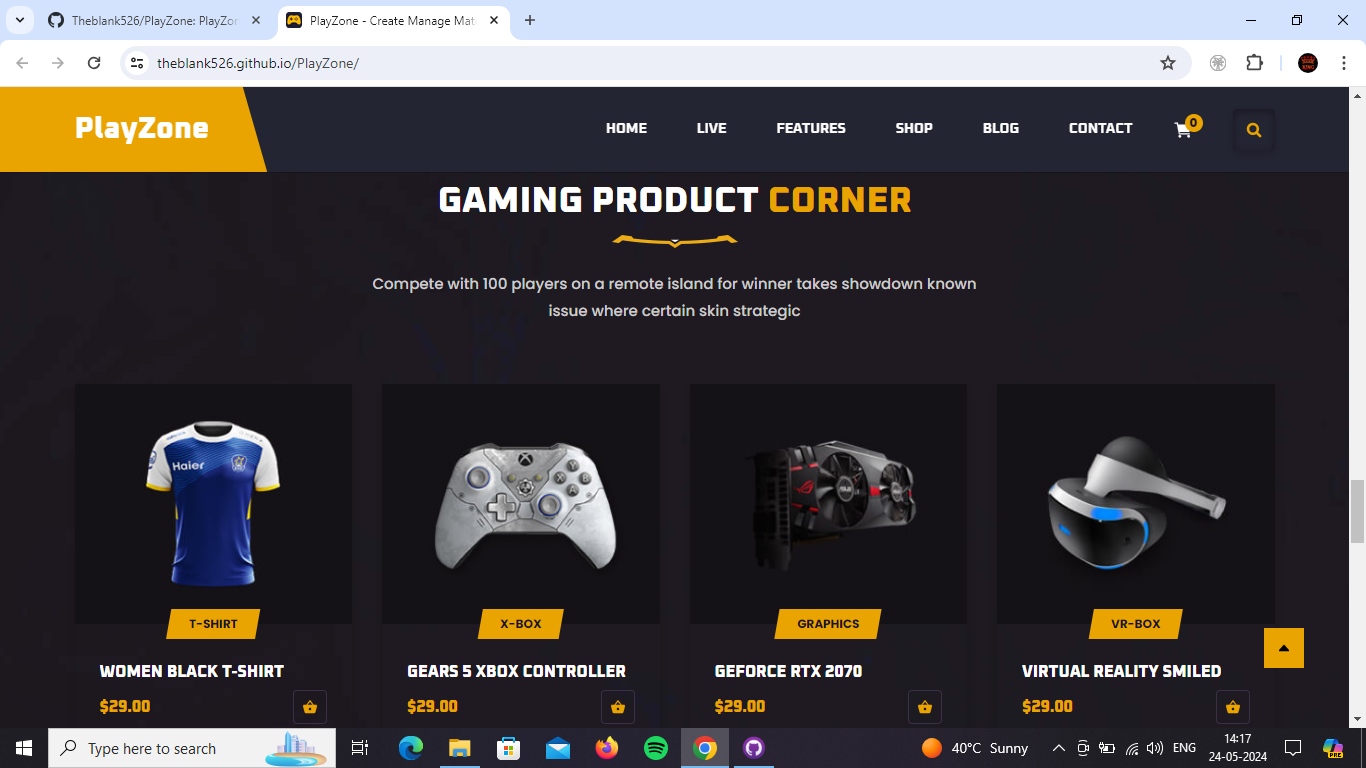 Theblank526/PlayZone: PlayZon
PlayZone - Create Manage Mat
theblank526.github.io/PlayZone/
PlayZone
HOME
LIVE
FEATURES
SHOP
BLOG
CONTACT
0
GAMING PRODUCT CORNER
Compete with 100 players on a remote island for winner takes showdown known
issue where certain skin strategic
Haier
X
Y
X
B
A
ASUS
ASUS
T-SHIRT
X-BOX
GRAPHICS
VR-BOX
WOMEN BLACK T-SHIRT
GEARS 5 XBOX CONTROLLER
GEFORCE RTX 2070
VIRTUAL REALITY SMILED
$29.00
$29.00
$29.00
$29.00
Type here to search
40°C Sunny
ENG
14:17
24-05-2024
PRE